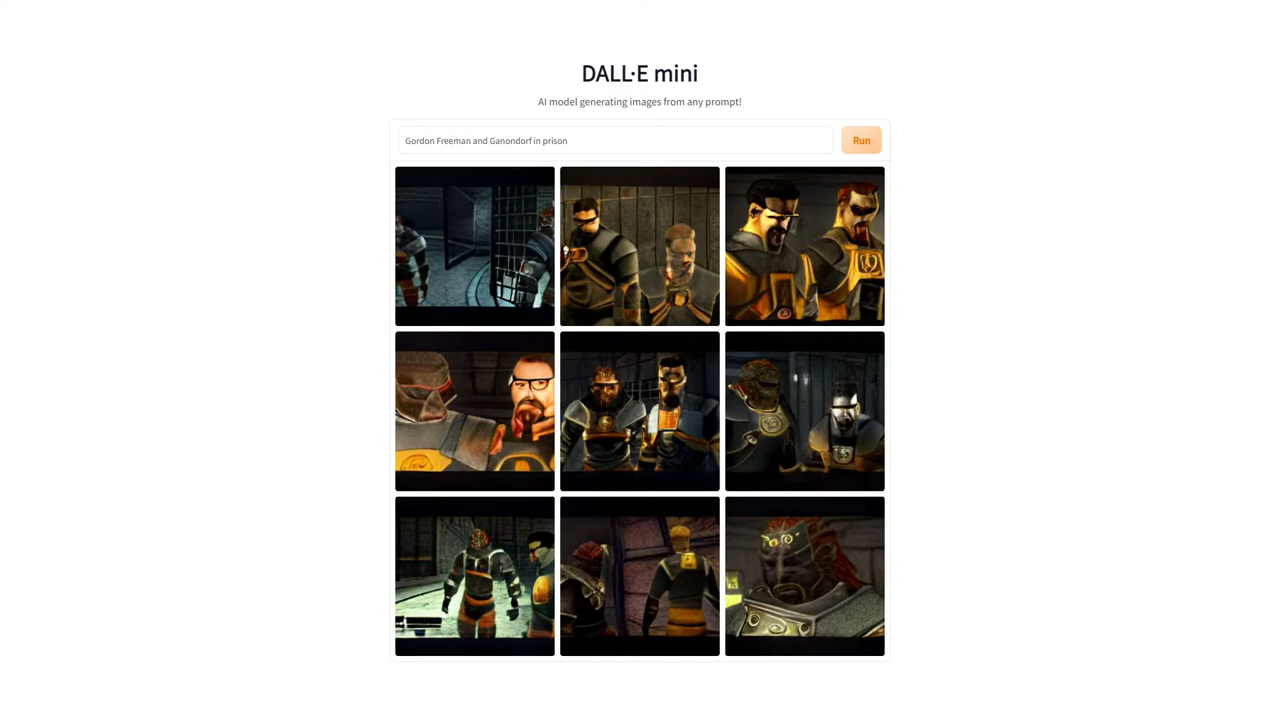 DALL·E mini
AI model generating images from any prompt!
Gordon Freeman and Ganondorf in prison
Run